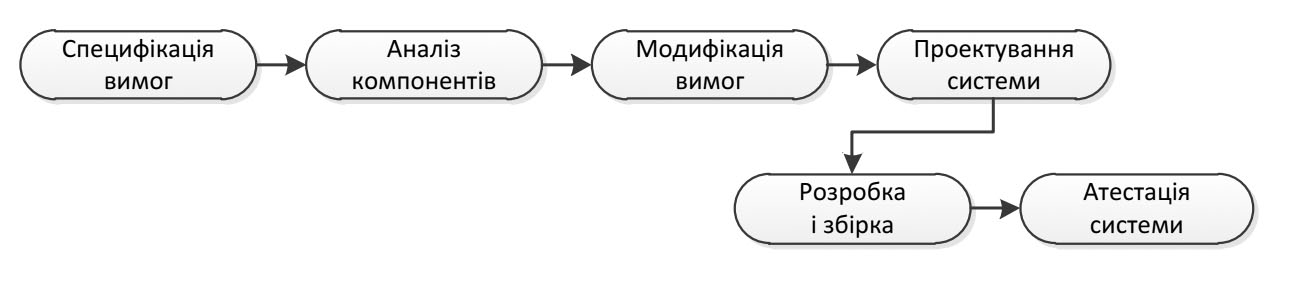 Специфікація
вимог
Аналіз
компонентів
Модифікація
вимог
Проектування
системи
Розробка
і збірка
Атестація
системи